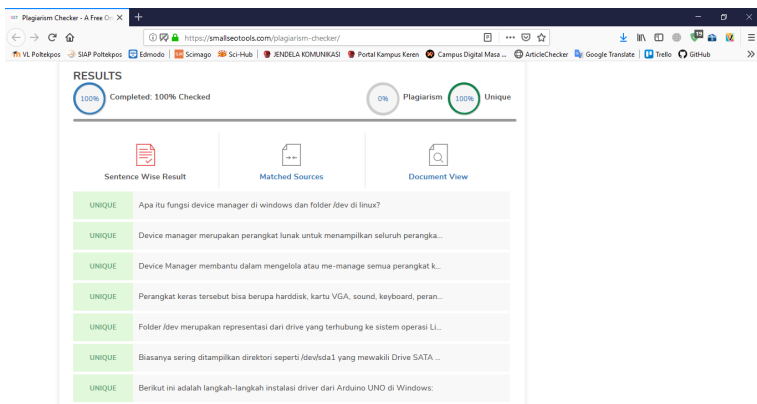 Plagiarism Checker - A Free On
https://smallseotools.com/plagiarism-checker/
VL Poltekpos SIAP Poltekpos Edmodo Scimago Sci-Hub JENDELA KOMUNIKASI Portal Kampus Keren Campus Digital Masa ... ArticleChecker Google Translate Trello GitHub
RESULTS
100% Completed: 100% Checked 0% Plagiarism 100% Unique
Sentence Wise Result Matched Sources Document View
UNIQUE Apa itu fungsi device manager di windows dan folder /dev di linux?
UNIQUE Device manager merupakan perangkat lunak untuk menampilkan seluruh perangka...
UNIQUE Device Manager membantu dalam mengelola atau me-manage semua perangkat k...
UNIQUE Perangkat keras tersebut bisa berupa harddisk, kartu VGA, sound, keyboard, peran...
UNIQUE Folder /dev merupakan representasi dari drive yang terhubung ke sistem operasi Li...
UNIQUE Biasanya sering ditampilkan direktori seperti /dev/sda1 yang mewakili Drive SATA ...
UNIQUE Berikut ini adalah langkah-langkah instalasi driver dari Arduino UNO di Windows: